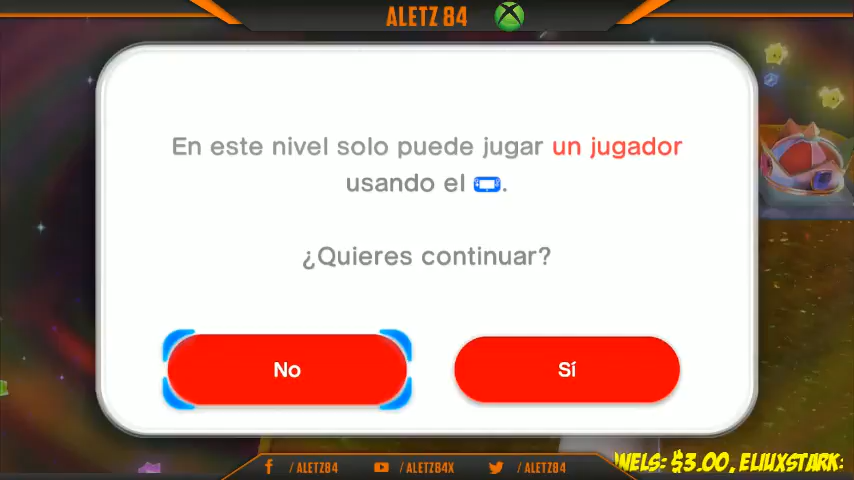 ALETZ 84
En este nivel solo puede jugar un jugador
usando el .
¿Quieres continuar?
No
Sí
/ALETZ84
/ALETZ84X
/ALETZ84
WELS: $3.00, ELIUXSTARK: